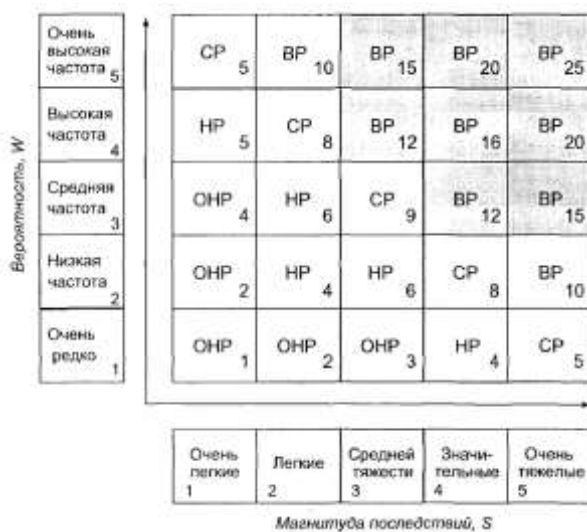 Вероятность, W
Очень
высокая
частота
5
СР 5 ВР 10 ВР 15 ВР 20 ВР 25
Высокая
частота
4
НР 5 СР 8 ВР 12 ВР 16 ВР 20
Средняя
частота
3
ОНР 4 НР 6 СР 9 ВР 12 ВР 15
Низкая
частота
2
ОНР 2 НР 4 НР 6 СР 8 ВР 10
Очень
редко
1
ОНР 1 ОНР 2 ОНР 3 НР 4 СР 5
Очень
легкие
1
Легкие
2
Средней
тяжести
3
Значи-
тельные
4
Очень
тяжелые
5
Магнитуда последствий, S